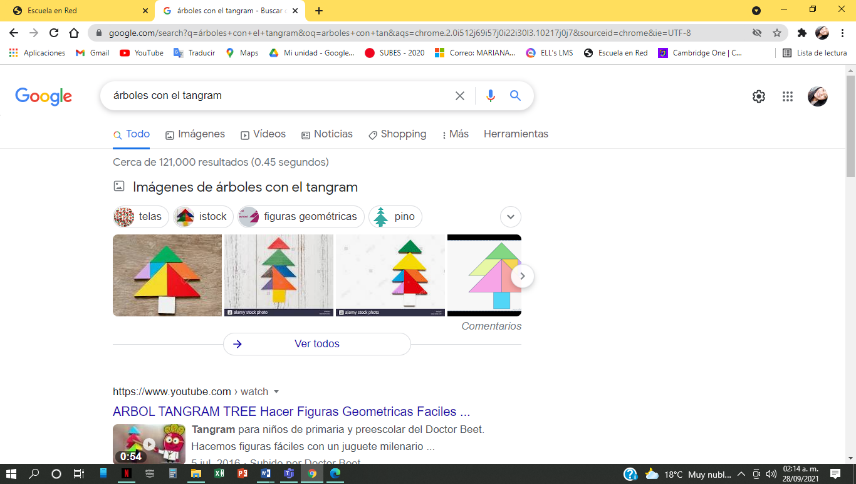 Escuela en Red
árboles con el tangram - Buscar
google.com/search?q=árboles+con+el+tangram&oq=arboles+con+tan&aqs=chrome.2.0i512j69i57j0i22i30l3.10217j0j7&sourceid=chrome&ie=UTF-8
Aplicaciones Gmail YouTube Traducir Maps Mi unidad - Google... SUBES - 2020 Correo: MARIANA... ELL's LMS Escuela en Red Cambridge One | C... Lista de lectura
Google
árboles con el tangram
Todo Imágenes Vídeos Noticias Shopping Más Herramientas
Cerca de 121,000 resultados (0.45 segundos)
Imágenes de árboles con el tangram
telas istock figuras geométricas pino
alamy stock photo alamy stock photo
Comentarios
Ver todos
https://www.youtube.com › watch
ARBOL TANGRAM TREE Hacer Figuras Geometricas Faciles ...
Tangram para niños de primaria y preescolar del Doctor Beet.
Hacemos figuras fáciles con un juguete milenario ...
0:54
5 jul. 2016 · Subido por Doctor Beet
18°C Muy nubl...
02:14 a. m.
28/09/2021